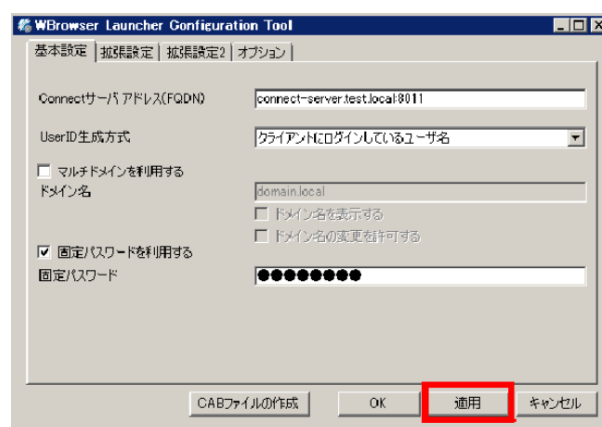 WBrowser Launcher Configuration Tool
基本設定 拡張設定 拡張設定2 オプション
Connectサーバ アドレス(FQDN) connect-server.test.local:8011
UserID生成方式 クライアントにログインしているユーザ名
マルチドメインを利用する
ドメイン名 domain.local
ドメイン名を表示する
ドメイン名の変更を許可する
固定パスワードを利用する
固定パスワード ●●●●●●●●
CABファイルの作成 OK 適用 キャンセル